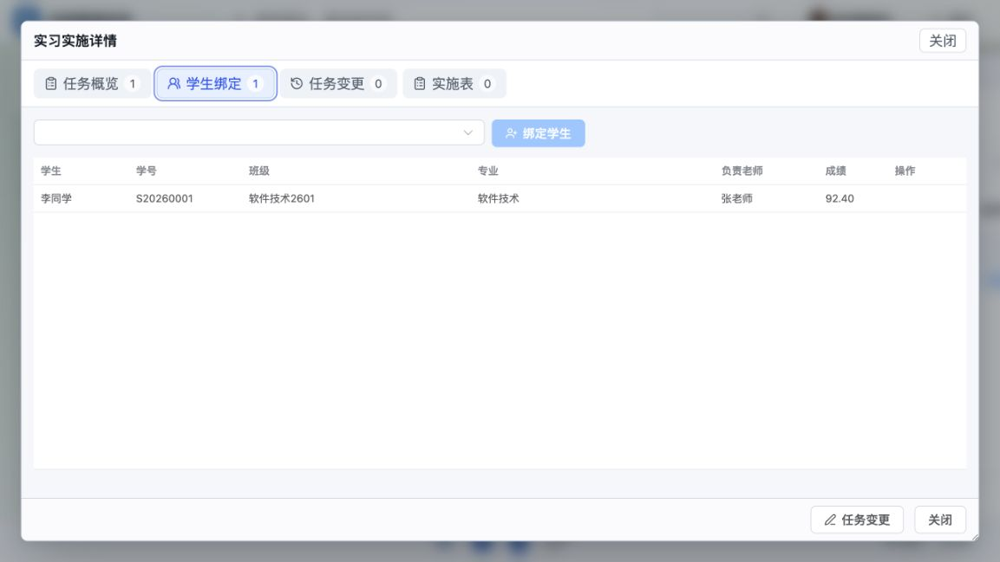 实习实施详情 关闭
任务概览 1 学生绑定 1 任务变更 0 实施表 0
绑定学生
学生 学号 班级 专业 负责老师 成绩 操作
李同学 S20260001 软件技术2601 软件技术 张老师 92.40
任务变更 关闭